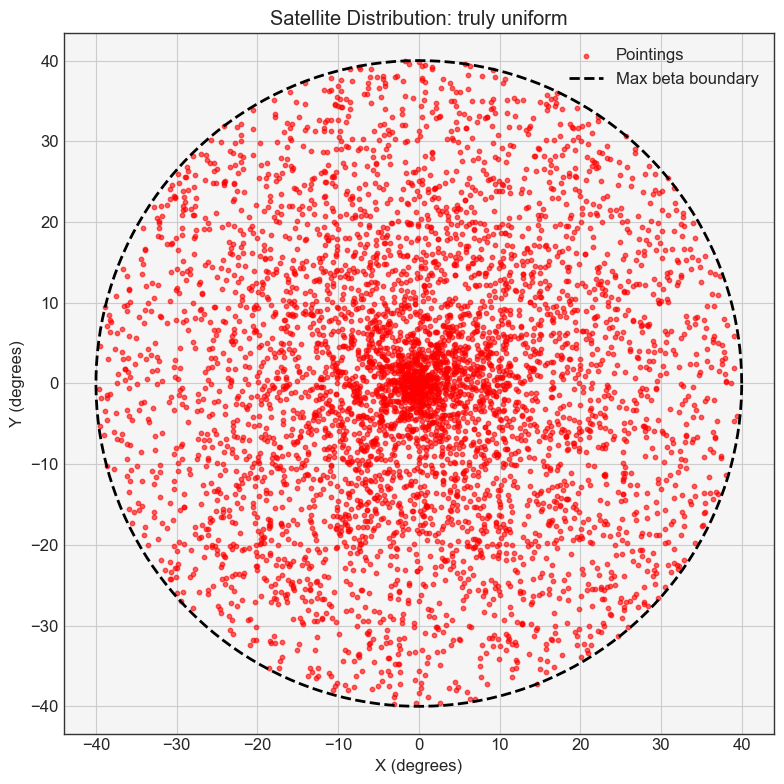 Satellite Distribution: truly uniform
Pointings
Max beta boundary
40
30
20
10
0
−10
−20
−30
−40
Y (degrees)
−40 −30 −20 −10 0 10 20 30 40
X (degrees)